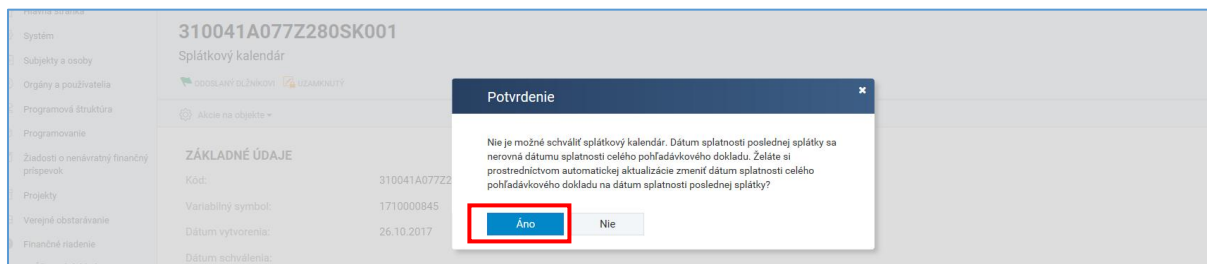 Hlavná stránka
Systém
Subjekty a osoby
Orgány a používatelia
Programová štruktúra
Programovanie
Žiadosti o nenávratný finančný
príspevok
Projekty
Verejné obstarávanie
Finančné riadenie
310041A077Z280SK001
Splátkový kalendár
ODOSLANÝ DLŽNÍKOVI UZAMKNUTÝ
Akcie na objekte
ZÁKLADNÉ ÚDAJE
Kód: 310041A077Z2
Variabilný symbol: 1710000845
Dátum vytvorenia: 26.10.2017
Dátum schválenia:
Potvrdenie
Nie je možné schváliť splátkový kalendár. Dátum splatnosti poslednej splátky sa
nerovná dátumu splatnosti celého pohľadávkového dokladu. Želáte si
prostredníctvom automatickej aktualizácie zmeniť dátum splatnosti celého
pohľadávkového dokladu na dátum splatnosti poslednej splátky?
Áno Nie